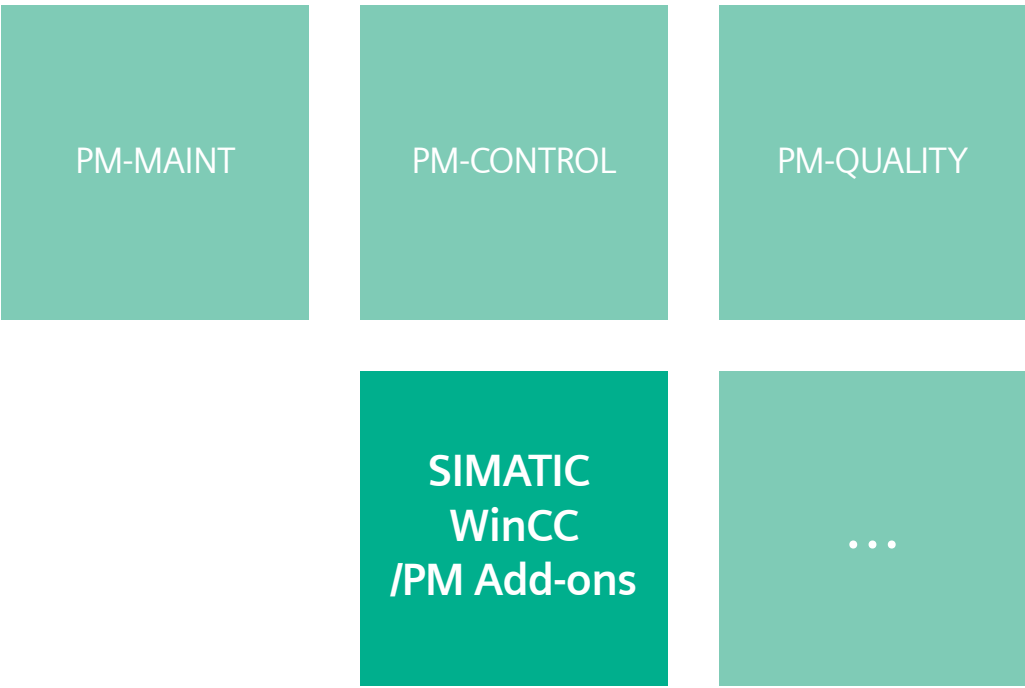 PM-MAINT
PM-CONTROL
PM-QUALITY
SIMATIC
WinCC
/PM Add-ons
...